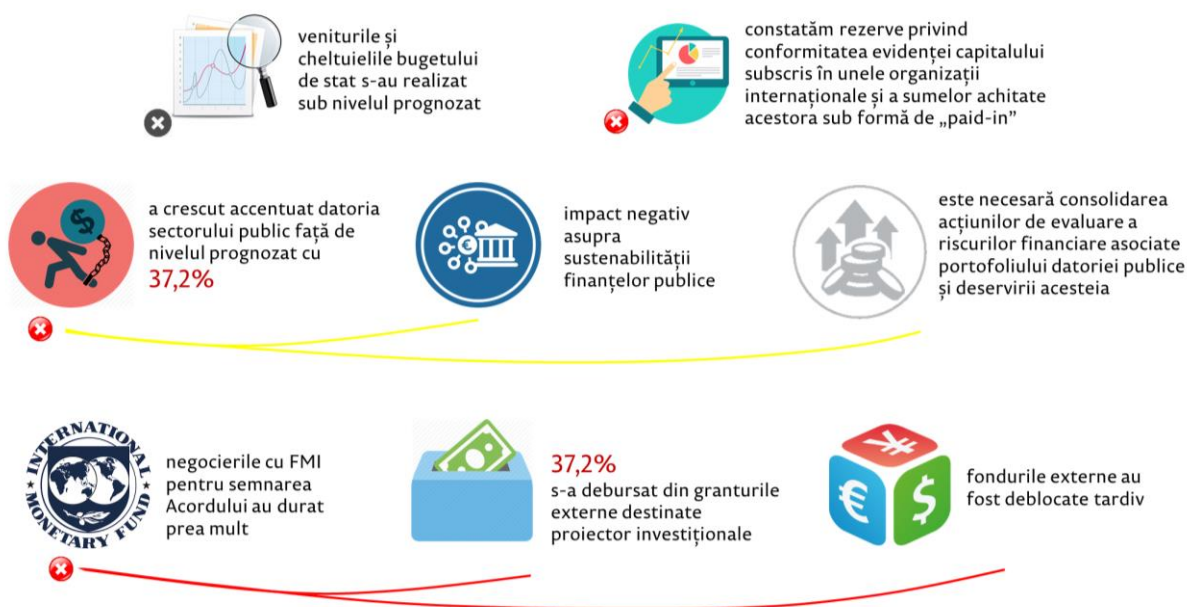 veniturile și
cheltuielile bugetului
de stat s-au realizat
sub nivelul prognozat
constatăm rezerve privind
conformitatea evidenței capitalului
subscris în unele organizații
internaționale și a sumelor achitate
acestora sub formă de „paid-in”
a crescut accentuat datoria
sectorului public față de
nivelul prognozat cu
37,2%
impact negativ
asupra
sustenabilității
finanțelor publice
este necesară consolidarea
acțiunilor de evaluare a
riscurilor financiare asociate
portofoliului datoriei publice
și deservirii acesteia
INTERNATIONAL
MONETARY FUND
negocierile cu FMI
pentru semnarea
Acordului au durat
prea mult
37,2%
s-a debursat din granturile
externe destinate
proiector investiționale
fondurile externe au
fost deblocate tardiv